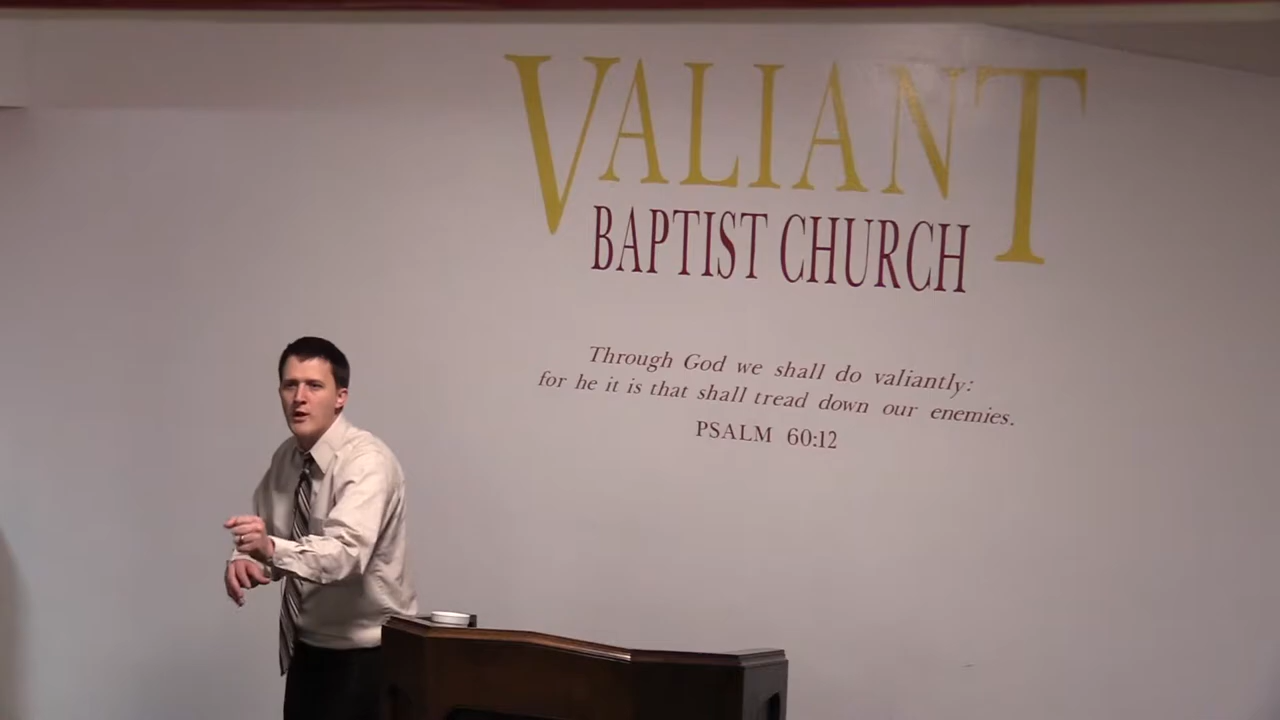 VALIANT
BAPTIST CHURCH
Through God we shall do valiantly:
for he it is that shall tread down our enemies.
PSALM 60:12